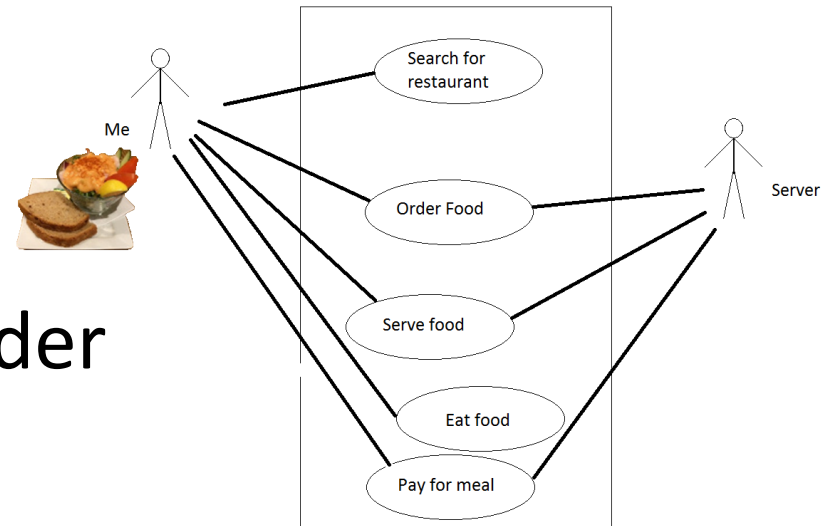 Search for
restaurant
Me
Server
Order Food
der
Serve food
Eat food
Pay for meal